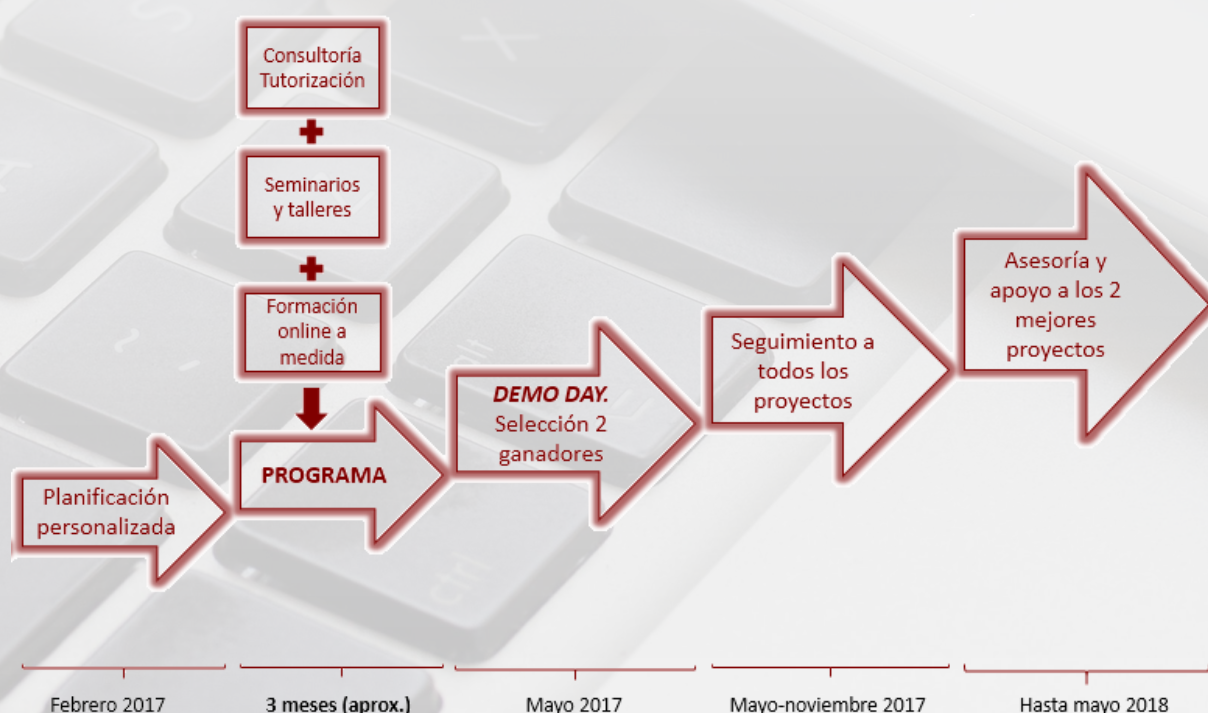 Consultoría
Tutorización
Seminarios
y talleres
Formación
online a
medida
Planificación
personalizada
PROGRAMA
DEMO DAY.
Selección 2
ganadores
Seguimiento a
todos los
proyectos
Asesoría y
apoyo a los 2
mejores
proyectos
Febrero 2017
3 meses (aprox.)
Mayo 2017
Mayo-noviembre 2017
Hasta mayo 2018
ctrl